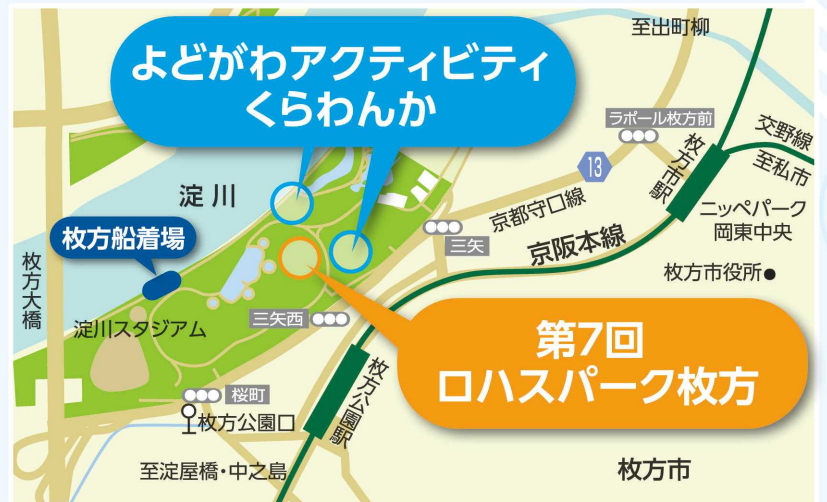 至出町柳
よどがわアクティビティ
くらわんか
ラポール枚方前
交野線
至私市
13
枚方市駅
淀川
京都守口線
ニッペパーク
岡東中央
枚方船着場
三矢
京阪本線
枚方市役所
枚方大橋
淀川スタジアム
三矢西
第7回
ロハスパーク枚方
桜町
枚方公園口
枚方公園駅
至淀屋橋・中之島
枚方市